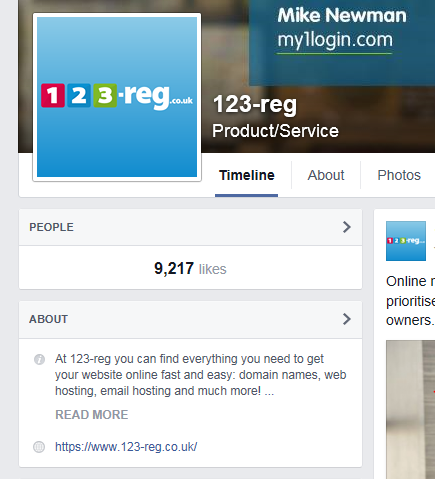 Mike Newman
my1login.com
123-reg.co.uk
123-reg
Product/Service
Timeline About Photos
PEOPLE
9,217 likes
ABOUT
At 123-reg you can find everything you need to get
your website online fast and easy: domain names, web
hosting, email hosting and much more! ...
READ MORE
https://www.123-reg.co.uk/
123-reg
Online
prioritise
owners.